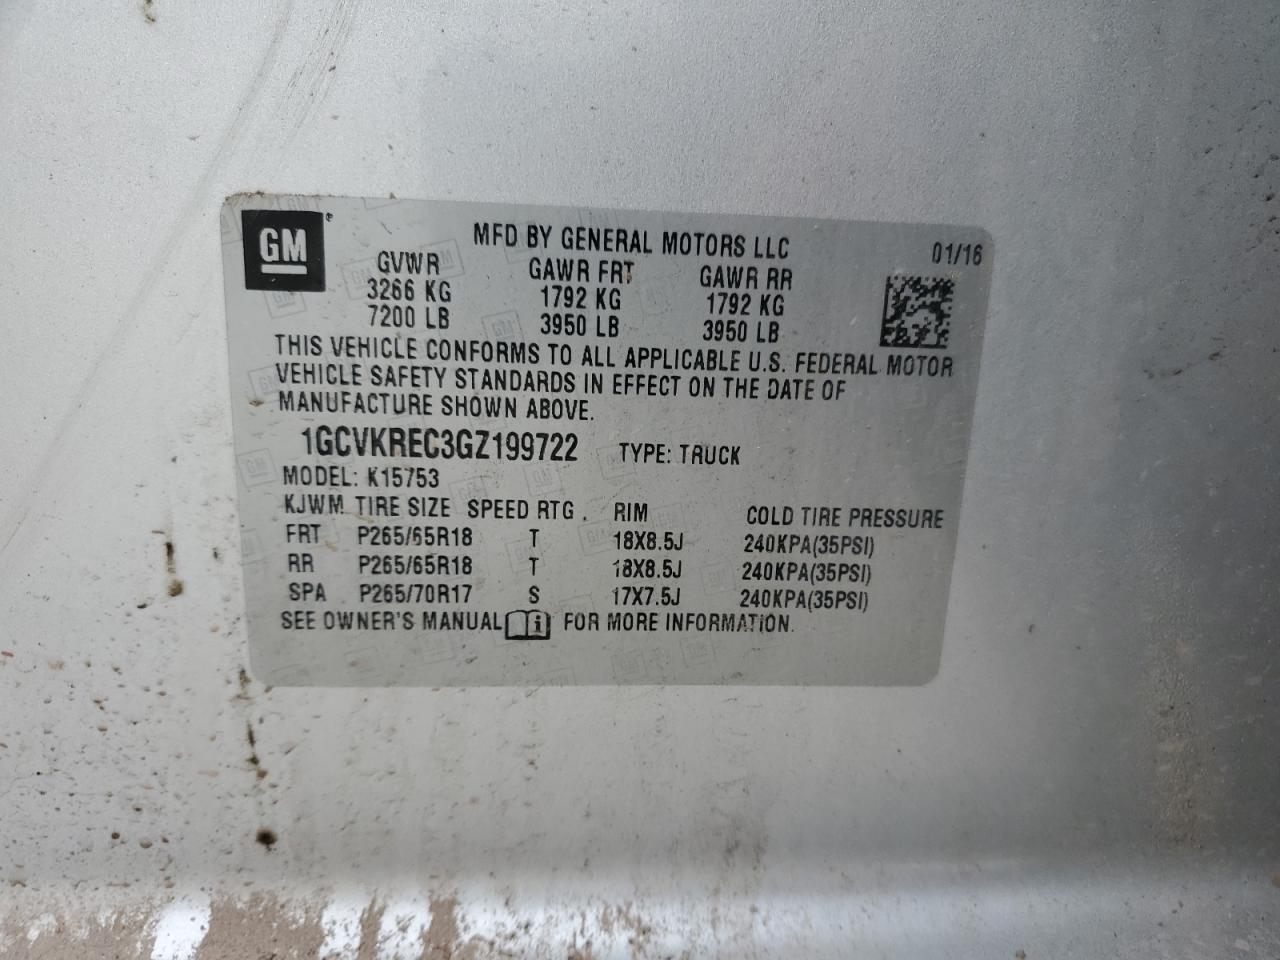 GM ®
MFD BY GENERAL MOTORS LLC 01/16
GVWR GAWR FRT GAWR RR
3266 KG 1792 KG 1792 KG
7200 LB 3950 LB 3950 LB
THIS VEHICLE CONFORMS TO ALL APPLICABLE U.S. FEDERAL MOTOR
VEHICLE SAFETY STANDARDS IN EFFECT ON THE DATE OF
MANUFACTURE SHOWN ABOVE.
1GCVKREC3GZ199722 TYPE: TRUCK
MODEL: K15753
KJWM TIRE SIZE SPEED RTG . RIM COLD TIRE PRESSURE
FRT P265/65R18 T 18X8.5J 240KPA(35PSI)
RR P265/65R18 T 18X8.5J 240KPA(35PSI)
SPA P265/70R17 S 17X7.5J 240KPA(35PSI)
SEE OWNER'S MANUAL i FOR MORE INFORMATION.